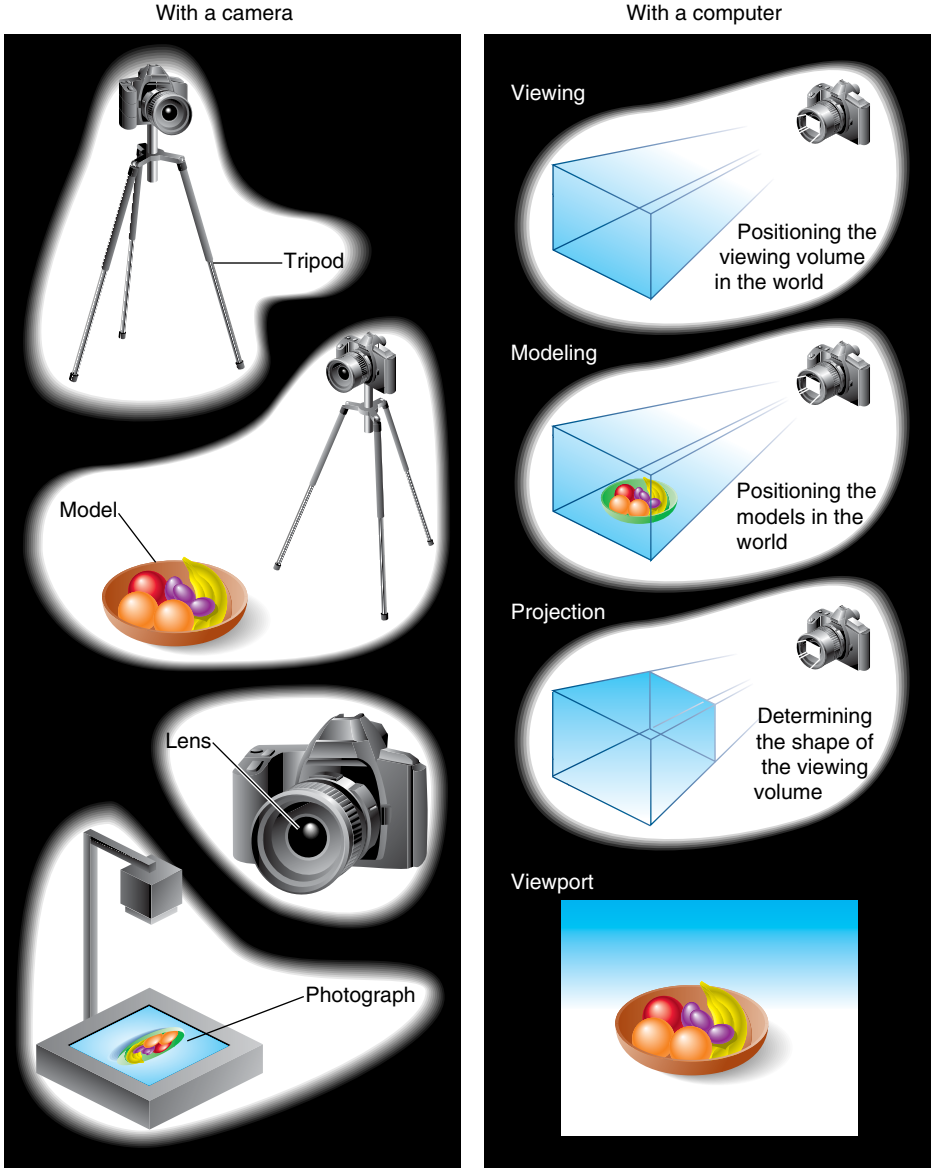 With a camera
Tripod
Model
Lens
Photograph
With a computer
Viewing
Positioning the
viewing volume
in the world
Modeling
Positioning the
models in the
world
Projection
Determining
the shape of
the viewing
volume
Viewport